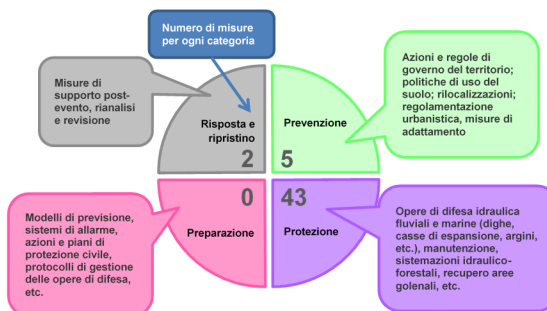 Numero di misure
per ogni categoria
Misure di
supporto post-
evento, rianalisi
e revisione
Risposta e
ripristino
2
Prevenzione
5
Azioni e regole di
governo del territorio;
politiche di uso del
suolo; rilocalizzazioni;
regolamentazione
urbanistica, misure di
adattamento
Modelli di previsione,
sistemi di allarme,
azioni e piani di
protezione civile,
protocolli di gestione
delle opere di difesa,
etc.
0
Preparazione
43
Protezione
Opere di difesa idraulica
fluviali e marine (dighe,
casse di espansione, argini,
etc.), manutenzione,
sistemazioni idraulico-
forestali, recupero aree
golenali, etc.